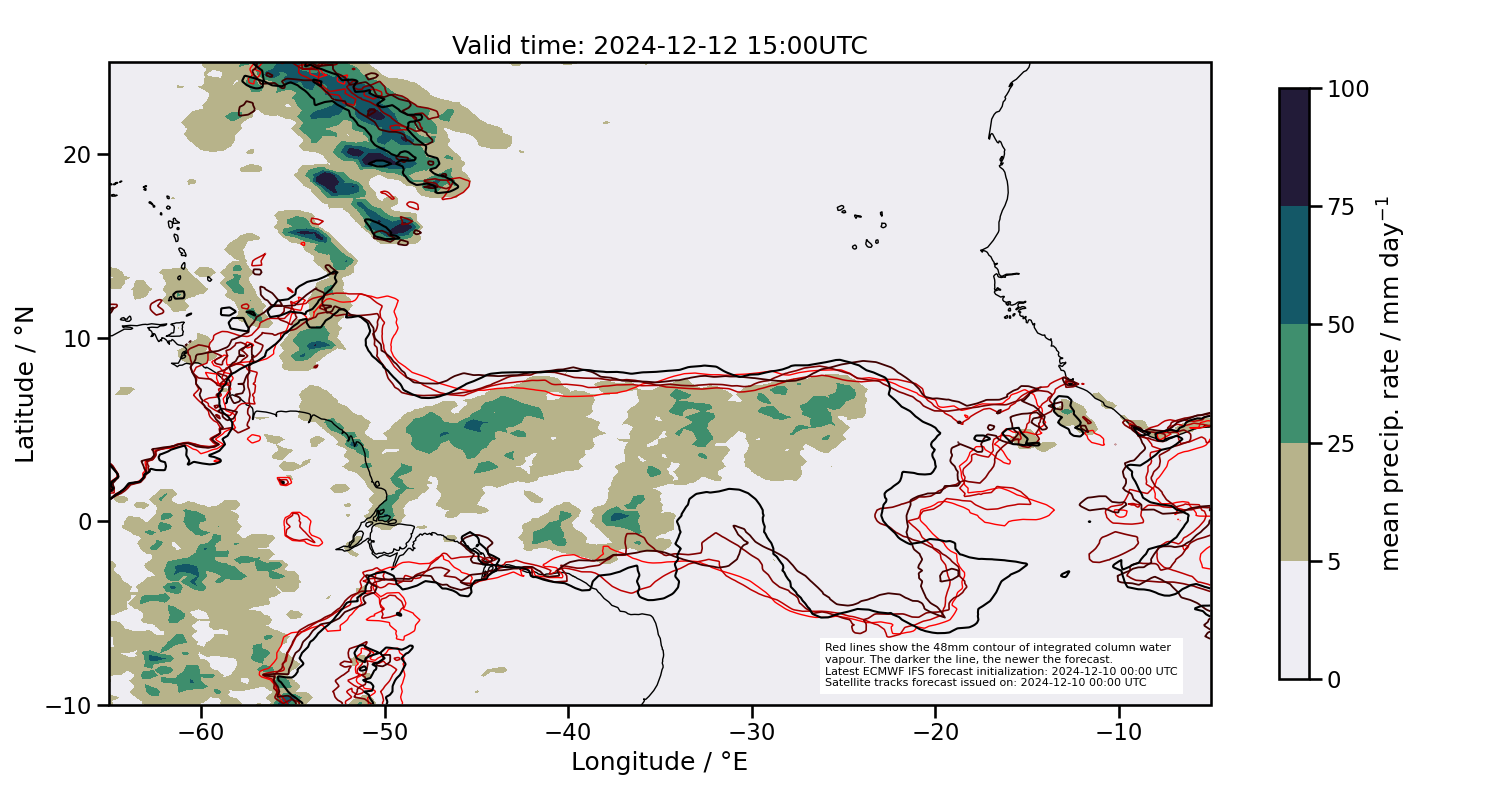 Valid time: 2024-12-12 15:00UTC
20
10
0
−10
Latitude / °N
−60
−50
−40
−30
−20
−10
Longitude / °E
Red lines show the 48mm contour of integrated column water
vapour. The darker the line, the newer the forecast.
Latest ECMWF IFS forecast initialization: 2024-12-10 00:00 UTC
Satellite tracks forecast issued on: 2024-12-10 00:00 UTC
100
75
50
25
5
0
mean precip. rate / mm day⁻¹